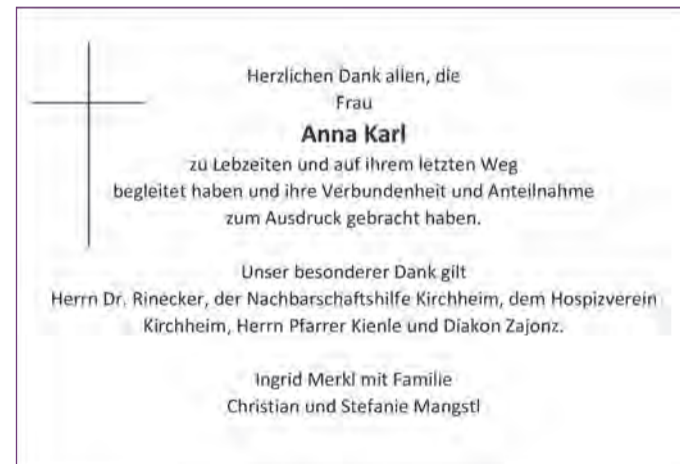 Herzlichen Dank allen, die
Frau
Anna Karl
zu Lebzeiten und auf ihrem letzten Weg
begleitet haben und ihre Verbundenheit und Anteilnahme
zum Ausdruck gebracht haben.
Unser besonderer Dank gilt
Herrn Dr. Rinecker, der Nachbarschaftshilfe Kirchheim, dem Hospizverein
Kirchheim, Herrn Pfarrer Kienle und Diakon Zajonz.
Ingrid Merkl mit Familie
Christian und Stefanie Mangstl